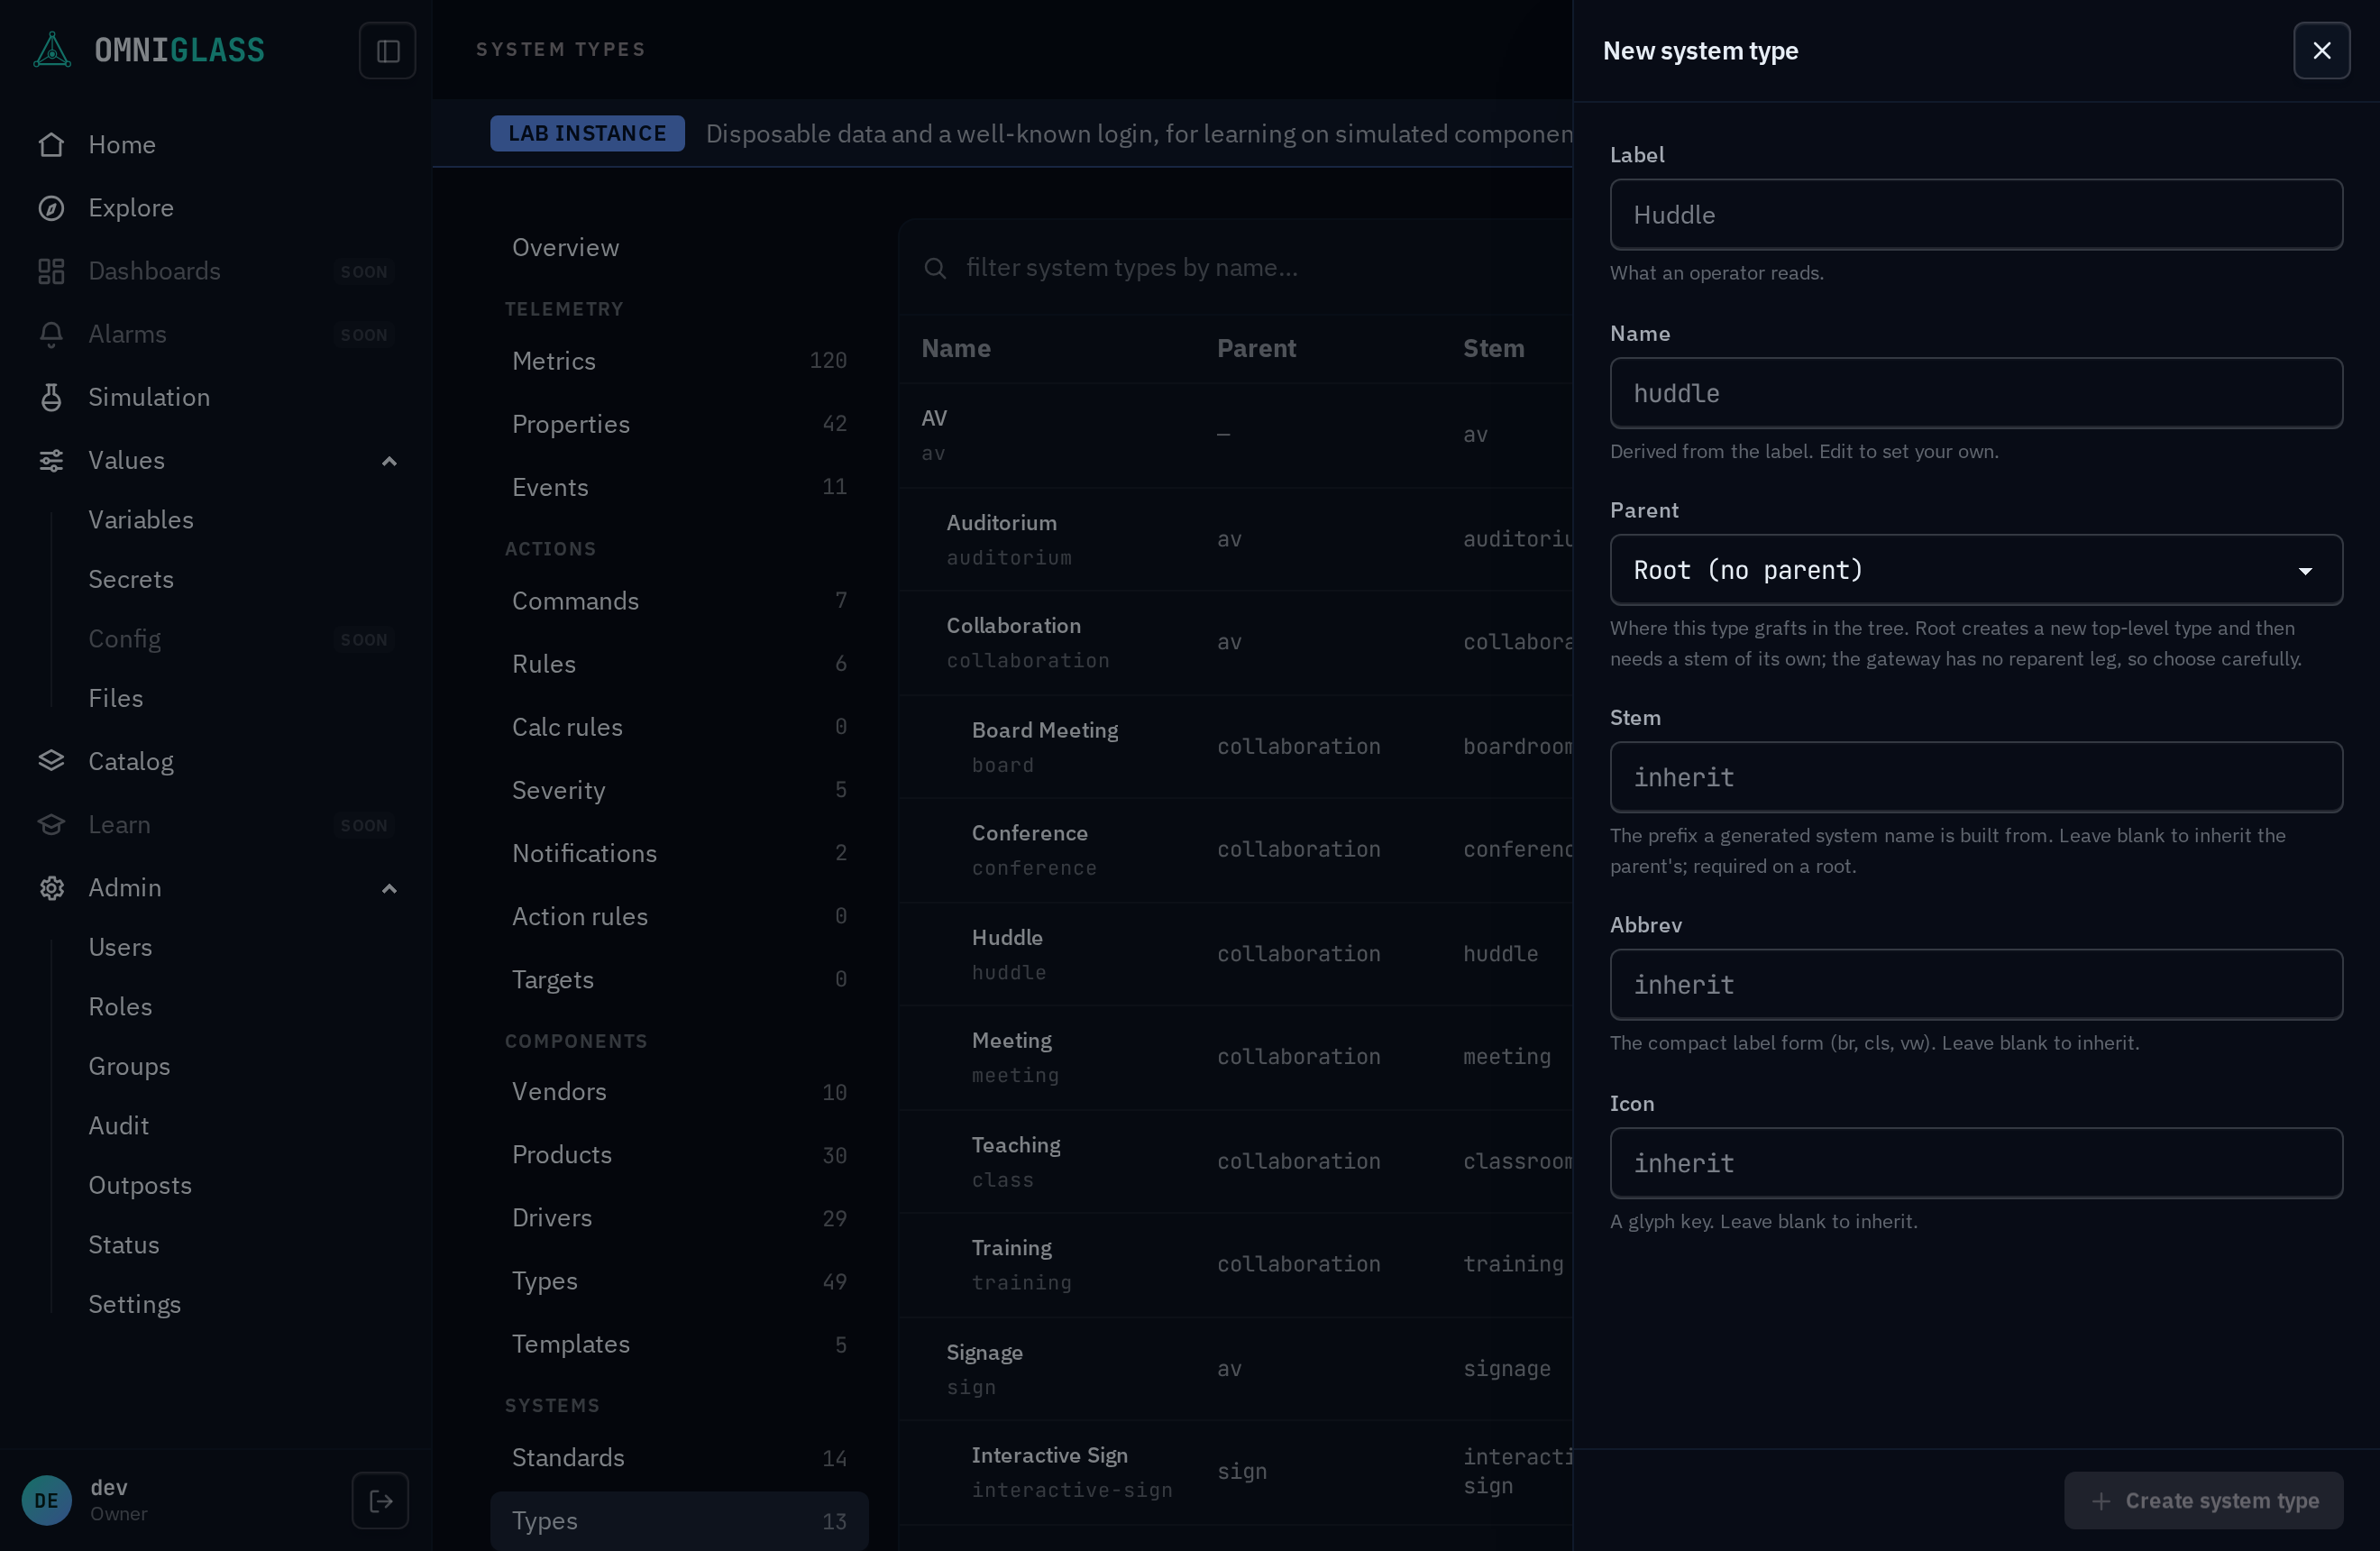 OMNIGLASS
Home
Explore
Dashboards SOON
Alarms SOON
Simulation
Values
Variables
Secrets
Config SOON
Files
Catalog
Learn SOON
Admin
Users
Roles
Groups
Audit
Outposts
Status
Settings
DE
dev
Owner
SYSTEM TYPES
LAB INSTANCE Disposable data and a well-known login, for learning on simulated componen
Overview
TELEMETRY
Metrics 120
Properties 42
Events 11
ACTIONS
Commands 7
Rules 6
Calc rules 0
Severity 5
Notifications 2
Action rules 0
Targets 0
COMPONENTS
Vendors 10
Products 30
Drivers 29
Types 49
Templates 5
SYSTEMS
Standards 14
Types 13
filter system types by name...
Name Parent Stem
AV
av
— av
Auditorium
auditorium
av auditoriu
Collaboration
collaboration
av collabora
Board Meeting
board
collaboration boardroom
Conference
conference
collaboration conferenc
Huddle
huddle
collaboration huddle
Meeting
meeting
collaboration meeting
Teaching
class
collaboration classroom
Training
training
collaboration training
Signage
sign
av signage
Interactive Sign
interactive-sign
sign
interacti
sign
New system type
Label
Huddle
What an operator reads.
Name
huddle
Derived from the label. Edit to set your own.
Parent
Root (no parent)
Where this type grafts in the tree. Root creates a new top-level type and then
needs a stem of its own; the gateway has no reparent leg, so choose carefully.
Stem
inherit
The prefix a generated system name is built from. Leave blank to inherit the
parent's; required on a root.
Abbrev
inherit
The compact label form (br, cls, vw). Leave blank to inherit.
Icon
inherit
A glyph key. Leave blank to inherit.
+ Create system type